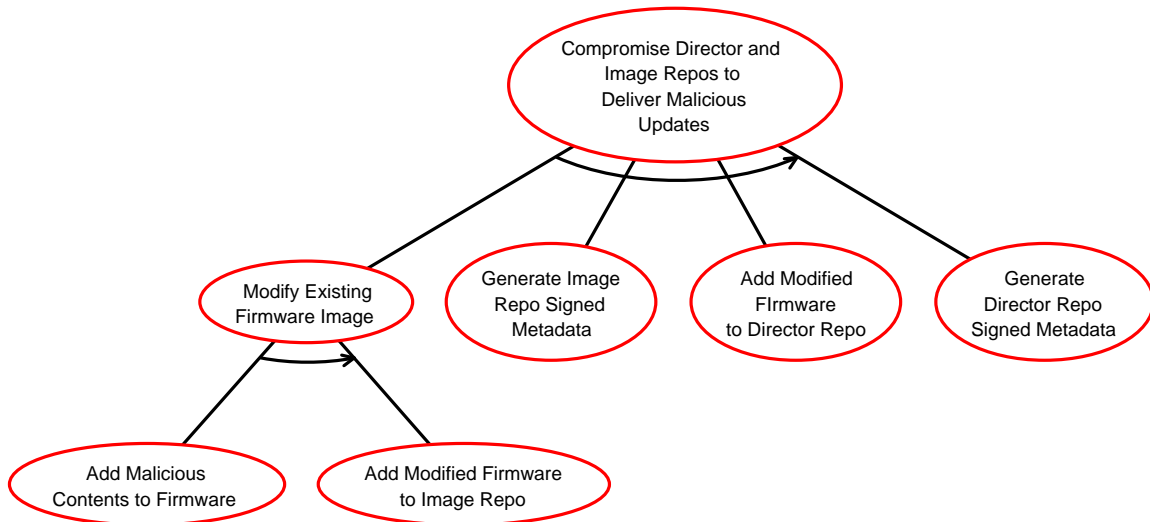 Compromise Director and
Image Repos to
Deliver Malicious
Updates
Modify Existing
Firmware Image
Generate Image
Repo Signed
Metadata
Add Modified
FIrmware
to Director Repo
Generate
Director Repo
Signed Metadata
Add Malicious
Contents to Firmware
Add Modified Firmware
to Image Repo